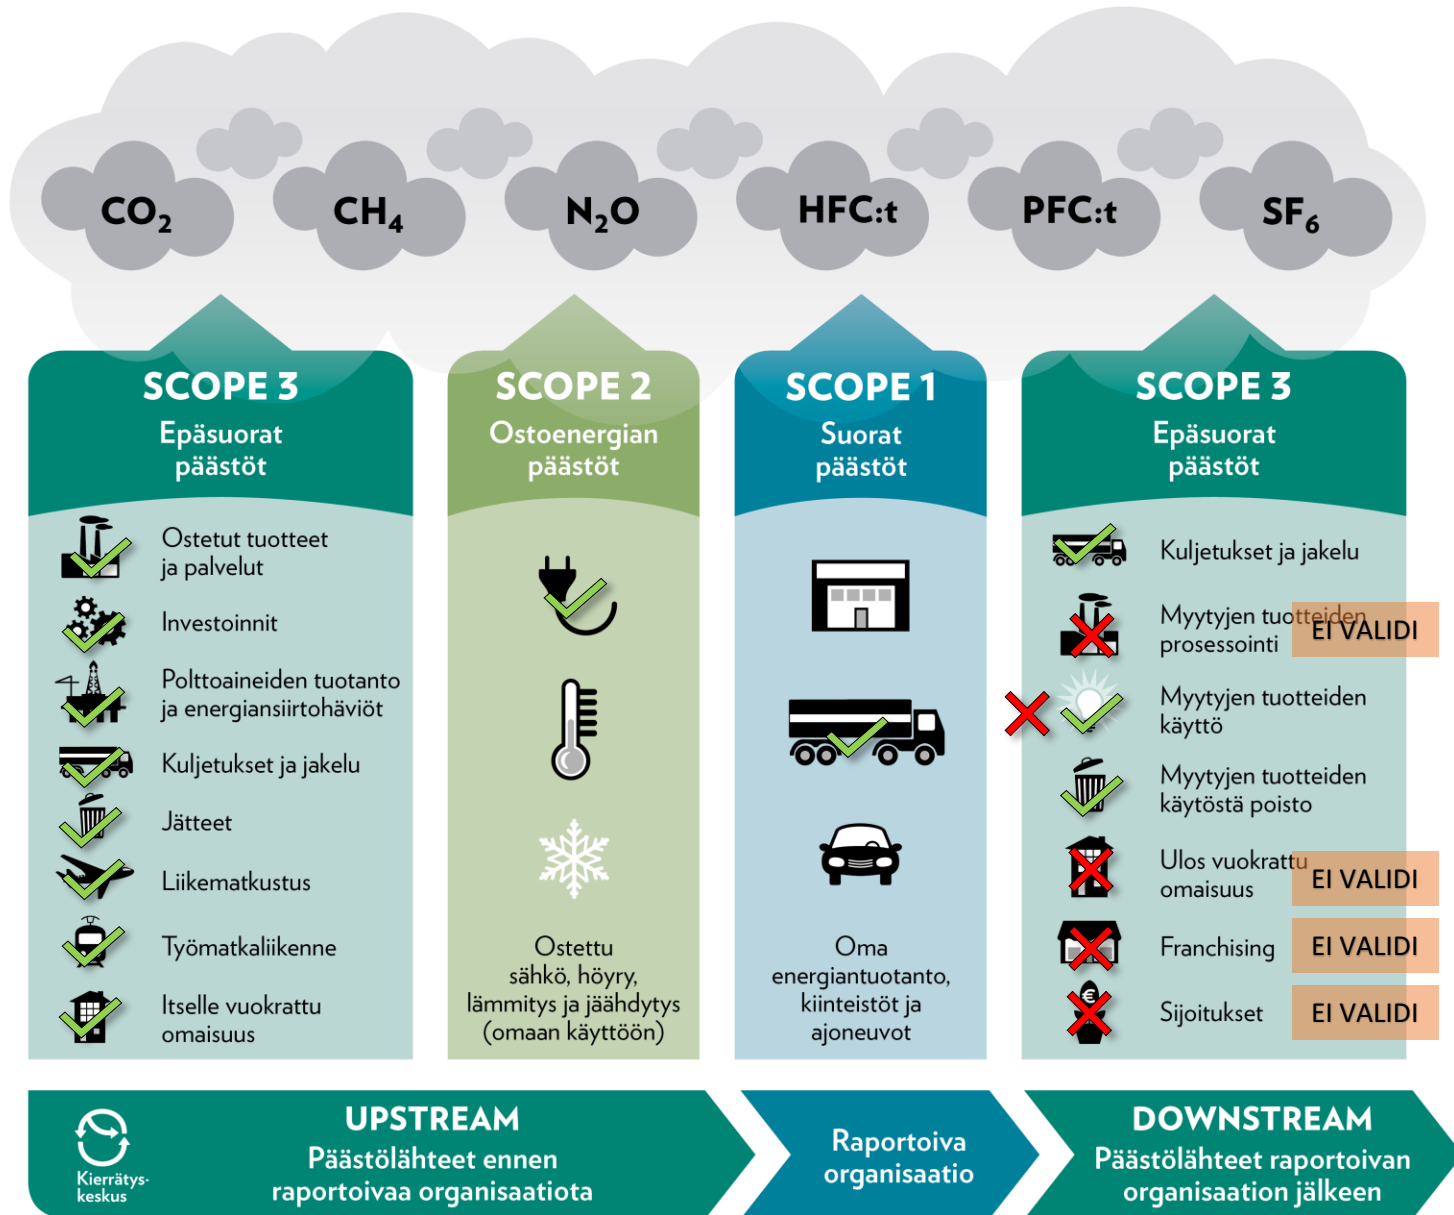 CO₂
CH₄
N₂O
HFC:t
PFC:t
SF₆
SCOPE 3
Epäsuorat
päästöt
Ostetut tuotteet
ja palvelut
Investoinnit
Polttoaineiden tuotanto
ja energiansiirtohäviöt
Kuljetukset ja jakelu
Jätteet
Liikematkustus
Työmatkaliikenne
Itselle vuokrattu
omaisuus
SCOPE 2
Ostoenergian
päästöt
Ostettu
sähkö, höyry,
lämmitys ja jäähdytys
(omaan käyttöön)
SCOPE 1
Suorat
päästöt
Oma
energiantuotanto,
kiinteistöt ja
ajoneuvot
SCOPE 3
Epäsuorat
päästöt
Kuljetukset ja jakelu
Myytyjen tuotteiden
prosessointi
EI VALIDI
Myytyjen tuotteiden
käyttö
Myytyjen tuotteiden
käytöstä poisto
Ulos vuokrattu
omaisuus
EI VALIDI
Franchising
EI VALIDI
€
Sijoitukset
EI VALIDI
Kierrätys-
keskus
UPSTREAM
Päästölähteet ennen
raportoivaa organisaatiota
Raportoiva
organisaatio
DOWNSTREAM
Päästölähteet raportoivan
organisaation jälkeen